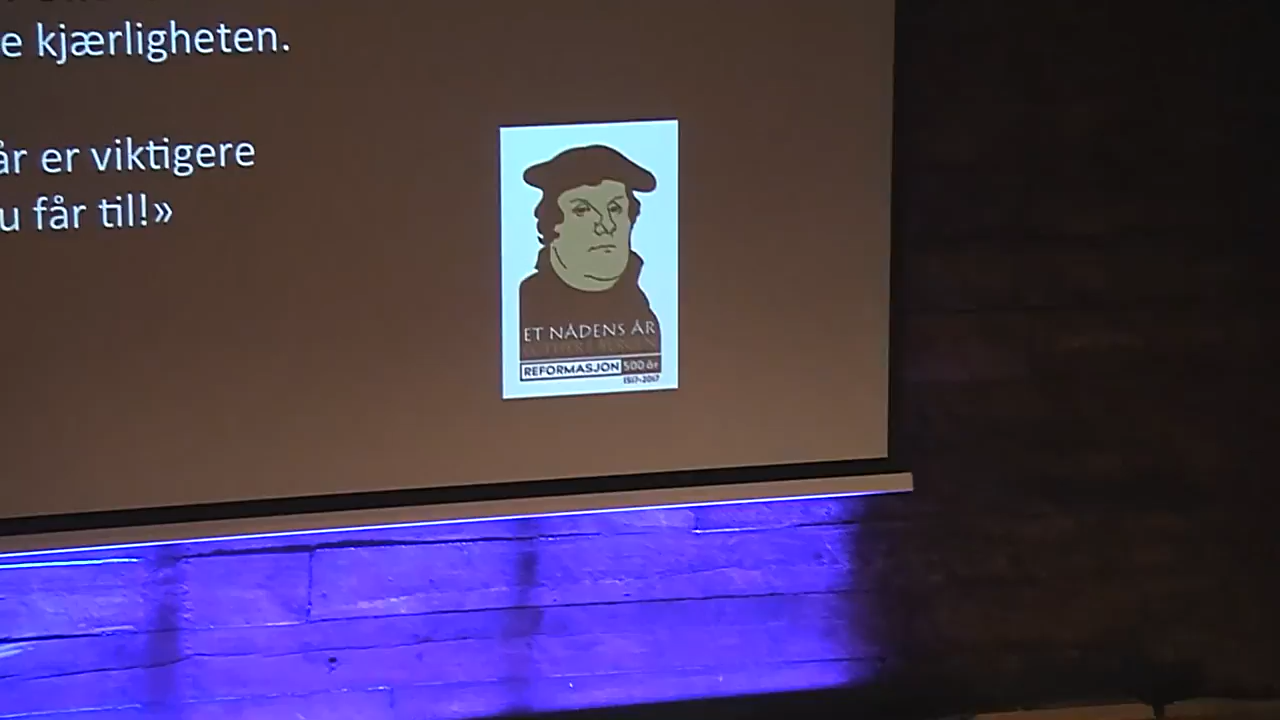 e kjærligheten.
år er viktigere
u får til!»
ET NÅDENS ÅR
REFORMASJON 500 år
1517-2017